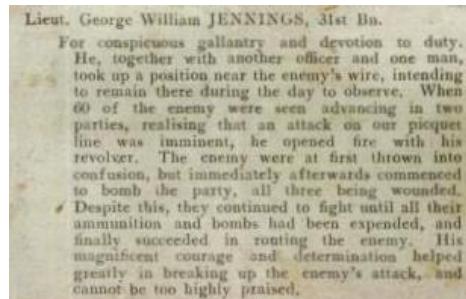 Lieut. George William JENNINGS, 31st Bn.
For conspicuous gallantry and devotion to duty.
He, together with another officer and one man,
took up a position near the enemy's wire, intending
to remain there during the day to observe. When
60 of the enemy were seen advancing in two
parties, realising that an attack on our picquet
line was imminent, he opened fire with his
revolver. The enemy were at first thrown into
confusion, but immediately afterwards commenced
to bomb the party, all three being wounded.
Despite this, they continued to fight until all their
ammunition and bombs had been expended, and
finally succeeded in routing the enemy. His
magnificent courage and determination helped
greatly in breaking up the enemy's attack, and
cannot be too highly praised.